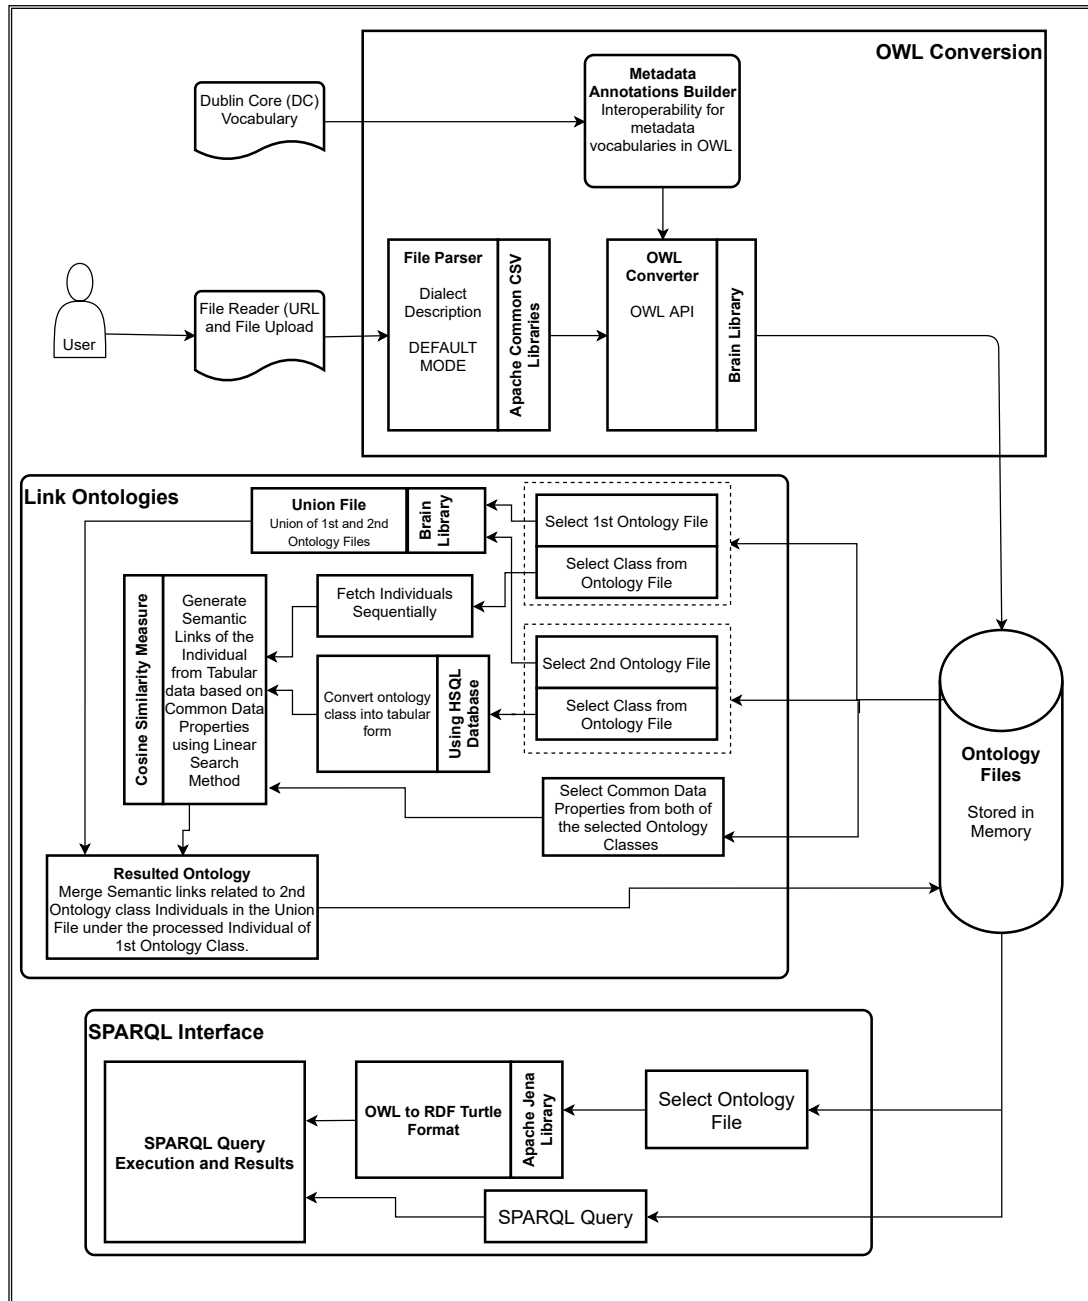 OWL Conversion
Metadata
Annotations Builder
Interoperability for
metadata
vocabularies in OWL
Dublin Core (DC)
Vocabulary
User
File Reader (URL
and File Upload
File Parser
Dialect
Description
DEFAULT
MODE
Apache Common CSV
Libraries
OWL
Converter
OWL API
Brain Library
Link Ontologies
Union File
Union of 1st and 2nd
Ontology Files
Brain
Library
Select 1st Ontology File
Select Class from
Ontology File
Fetch Individuals
Sequentially
Cosine Similarity Measure
Generate
Semantic
Links of the
Individual
from Tabular
data based on
Common Data
Properties
using Linear
Search
Method
Convert ontology
class into tabular
form
Using HSQL
Database
Select 2nd Ontology File
Select Class from
Ontology File
Select Common Data
Properties from both of
the selected Ontology
Classes
Ontology
Files
Stored in
Memory
Resulted Ontology
Merge Semantic links related to 2nd
Ontology class Individuals in the Union
File under the processed Individual of
1st Ontology Class.
SPARQL Interface
SPARQL Query
Execution and Results
OWL to RDF Turtle
Format
Apache Jena
Library
Select Ontology
File
SPARQL Query